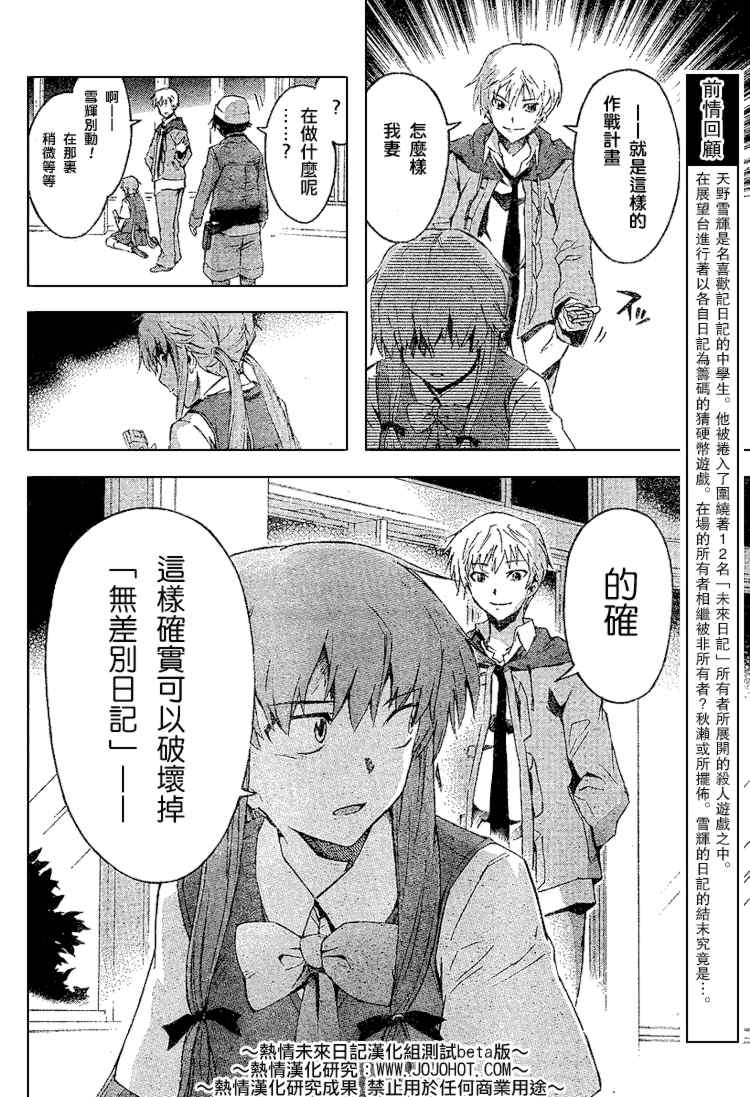 前情回顧
天野雪輝是名喜歡記日記的中學生。他被捲入了圍繞著12名「未來日記」所有者所展開的殺人遊戲之中。
在展望台進行著以各自日記為籌碼的猜硬幣遊戲。在場的所有者相繼被非所有者？秋瀨或所擺佈。雪輝的日記的結末究竟是…。
——就是這樣的
作戰計畫
怎麼樣
我妻
ス
？
在做什麼呢
……？
啊——
雪輝別動！
在那裏
稍微等等
的確
這樣確實可以破壞掉
「無差別日記」——
～熱情未來日記漢化組測試beta版～
熱情漢化研究：WWW.JOJOHOT.COM～
～熱情漢化研究成果 禁止用於任何商業用途～